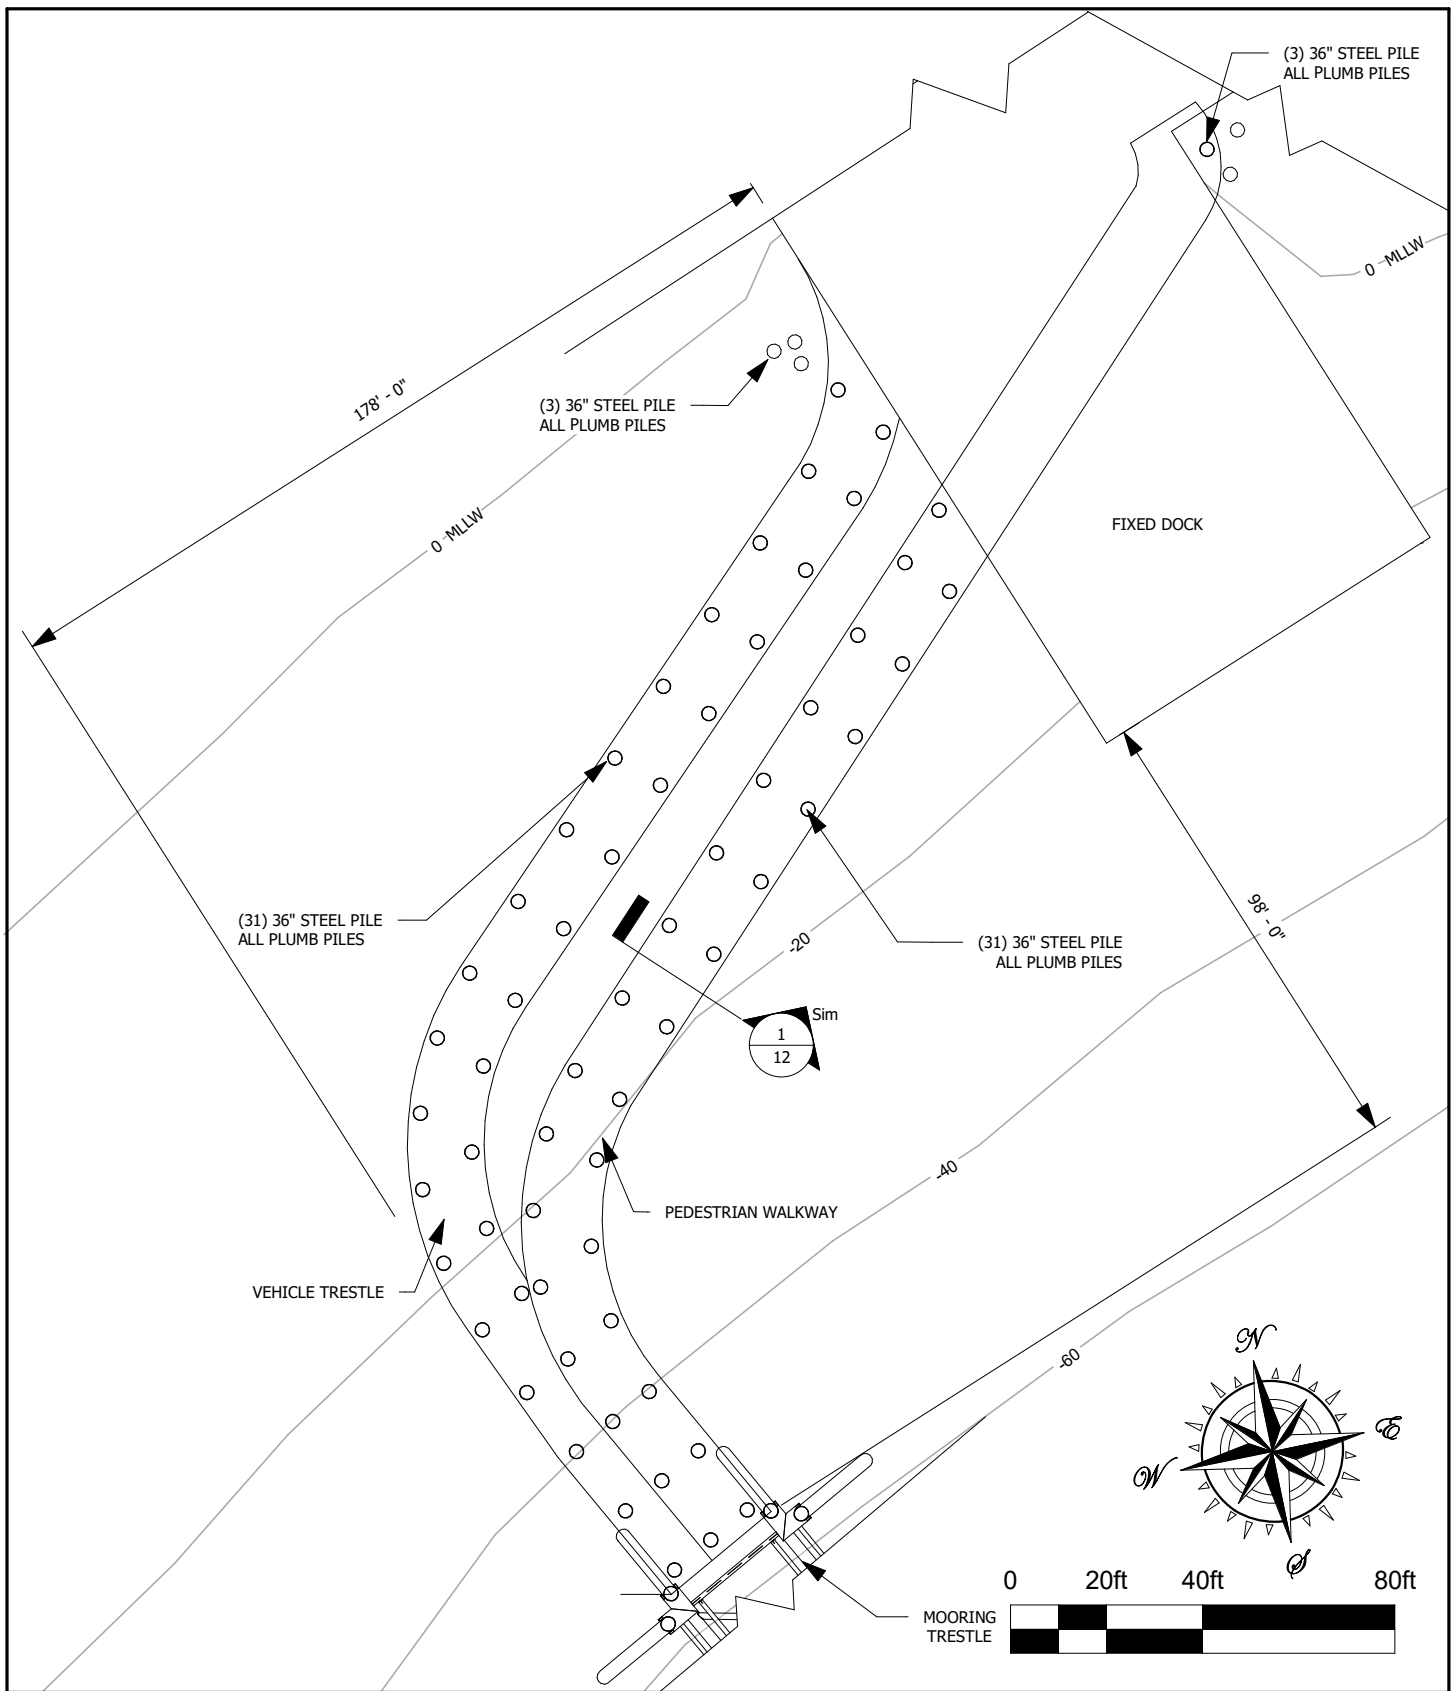 (3) 36" STEEL PILE
ALL PLUMB PILES
0 MLLW
178' - 0"
(3) 36" STEEL PILE
ALL PLUMB PILES
0 MLLW
FIXED DOCK
(31) 36" STEEL PILE
ALL PLUMB PILES
98' - 0"
(31) 36" STEEL PILE
ALL PLUMB PILES
-20
Sim
1
12
-40
PEDESTRIAN WALKWAY
VEHICLE TRESTLE
-60
N
E
W
S
0 20ft 40ft 80ft
MOORING
TRESTLE